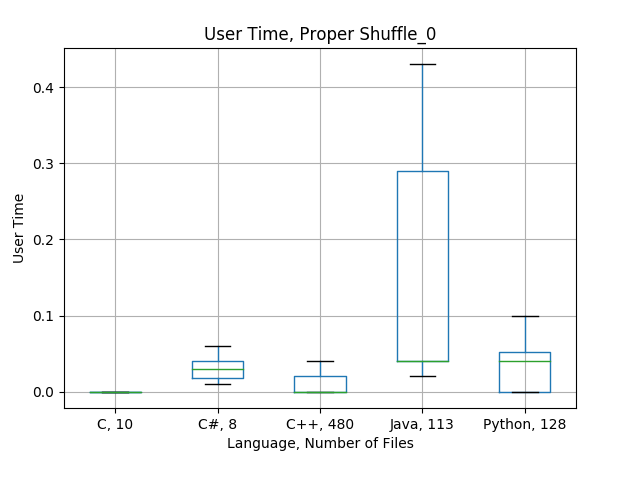 User Time, Proper Shuffle_0
User Time
0.4
0.3
0.2
0.1
0.0
C, 10
C#, 8
C++, 480
Java, 113
Python, 128
Language, Number of Files